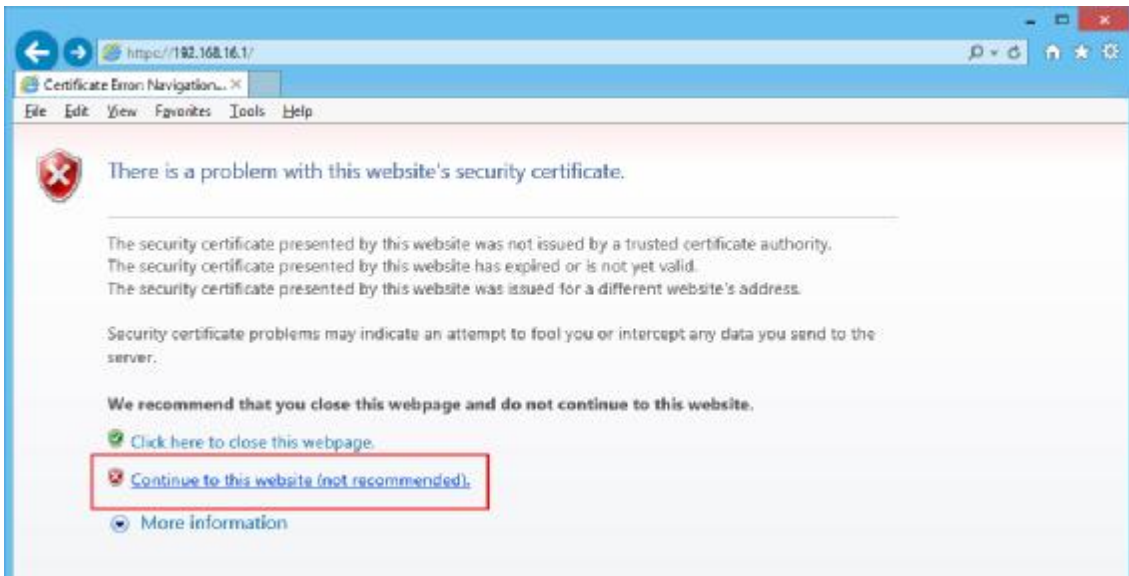 https://192.168.16.1/
Certificate Error: Navigation...
File Edit View Favorites Tools Help
There is a problem with this website's security certificate.
The security certificate presented by this website was not issued by a trusted certificate authority.
The security certificate presented by this website has expired or is not yet valid.
The security certificate presented by this website was issued for a different website's address.
Security certificate problems may indicate an attempt to fool you or intercept any data you send to the
server.
We recommend that you close this webpage and do not continue to this website.
Click here to close this webpage.
Continue to this website (not recommended).
More information